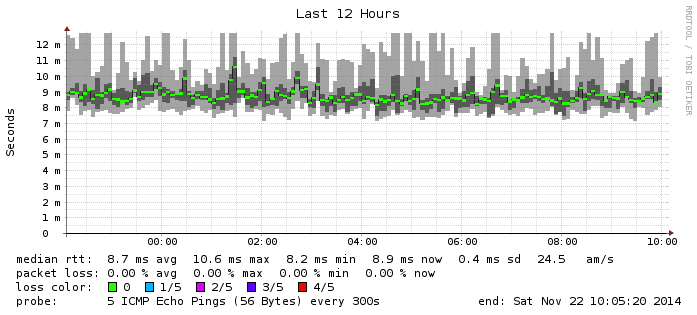 Last 12 Hours
RRDTOOL / TOBI OETIKER
Seconds
12 m
11 m
10 m
9 m
8 m
7 m
6 m
5 m
4 m
3 m
2 m
1 m
0
00:00 02:00 04:00 06:00 08:00 10:00
median rtt: 8.7 ms avg 10.6 ms max 8.2 ms min 8.9 ms now 0.4 ms sd 24.5 am/s
packet loss: 0.00 % avg 0.00 % max 0.00 % min 0.00 % now
loss color: 0 1/5 2/5 3/5 4/5
probe: 5 ICMP Echo Pings (56 Bytes) every 300s end: Sat Nov 22 10:05:20 2014